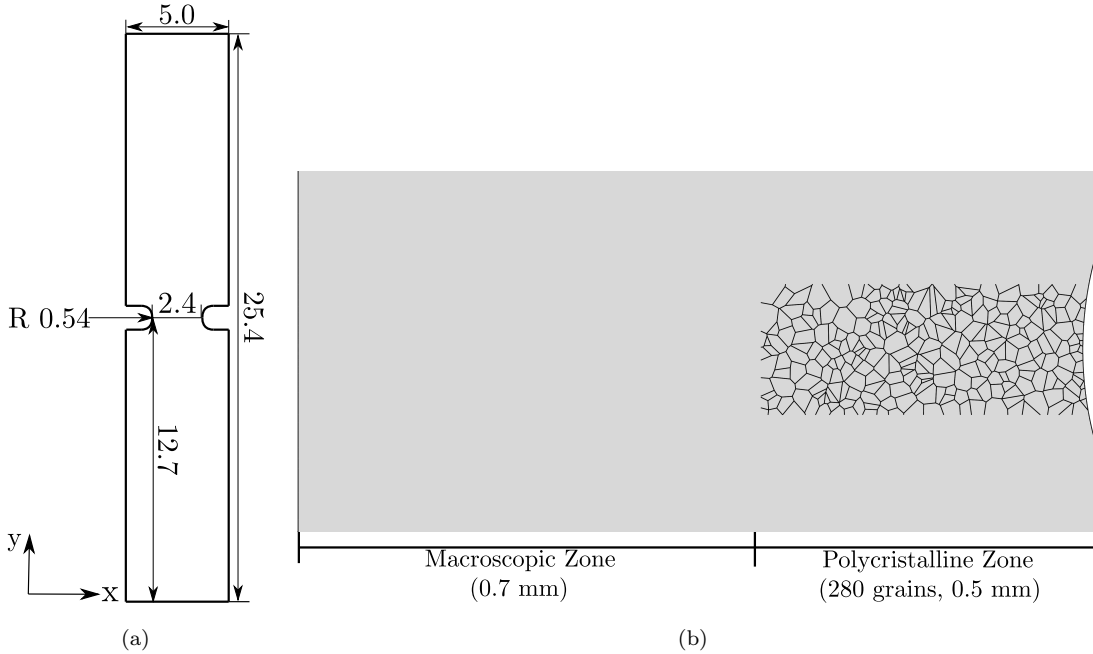 5.0
2.4
R 0.54
25.4
12.7
y
x
(a)
Macroscopic Zone
(0.7 mm)
Polycristalline Zone
(280 grains, 0.5 mm)
(b)